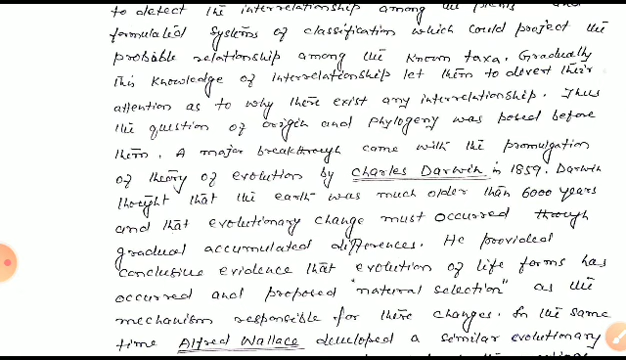 to detect the interrelationship among the plants and
formulated systems of classification which could project the
probable relationship among the known taxa. Gradually
this knowledge of interrelationship let them to divert their
attention as to why there exist any interrelationship. Thus
the question of origin and phylogeny was posed before
them. A major breakthrough came with the promulgation
of theory of evolution by Charles Darwin in 1859. Darwin
thought that the earth was much older than 6000 years
and that evolutionary change must occurred through
gradual accumulated differences. He provided
conclusive evidence that evolution of life forms has
occurred and proposed "natural selection" as the
mechanism responsible for there changes. In the same
time Alfred Wallace developed a similar evolutionary